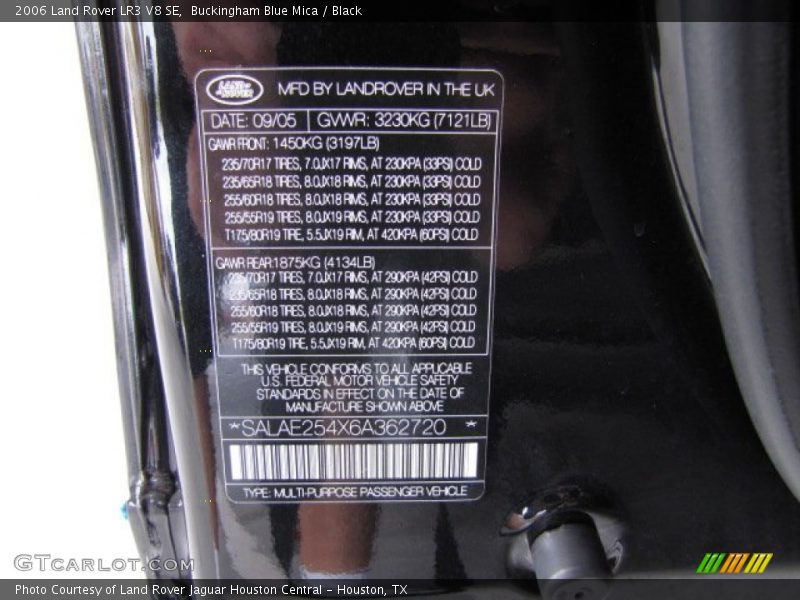 2006 Land Rover LR3 V8 SE, Buckingham Blue Mica / Black
LAND ROVER
MFD BY LANDROVER IN THE UK
DATE: 09/05 GVWR: 3230KG (7121LB)
GAWR FRONT: 1450KG (3197LB)
235/70R17 TIRES, 7.0JX17 RIMS, AT 230KPA (33PSI) COLD
235/65R18 TIRES, 8.0JX18 RIMS, AT 230KPA (33PSI) COLD
255/60R18 TIRES, 8.0JX18 RIMS, AT 230KPA (33PSI) COLD
255/55R19 TIRES, 8.0JX19 RIMS, AT 230KPA (33PSI) COLD
T175/80R19 TIRE, 5.5JX19 RIM, AT 420KPA (60PSI) COLD
GAWR REAR:1875KG (4134LB)
235/70R17 TIRES, 7.0JX17 RIMS, AT 290KPA (42PSI) COLD
235/65R18 TIRES, 8.0JX18 RIMS, AT 290KPA (42PSI) COLD
255/60R18 TIRES, 8.0JX18 RIMS, AT 290KPA (42PSI) COLD
255/55R19 TIRES, 8.0JX19 RIMS, AT 290KPA (42PSI) COLD
T175/80R19 TIRE, 5.5JX19 RIM, AT 420KPA (60PSI) COLD
THIS VEHICLE CONFORMS TO ALL APPLICABLE
U.S. FEDERAL MOTOR VEHICLE SAFETY
STANDARDS IN EFFECT ON THE DATE OF
MANUFACTURE SHOWN ABOVE
*SALAE254X6A362720 *
TYPE: MULTI-PURPOSE PASSENGER VEHICLE
GTCarlot.com
Photo Courtesy of Land Rover Jaguar Houston Central - Houston, TX